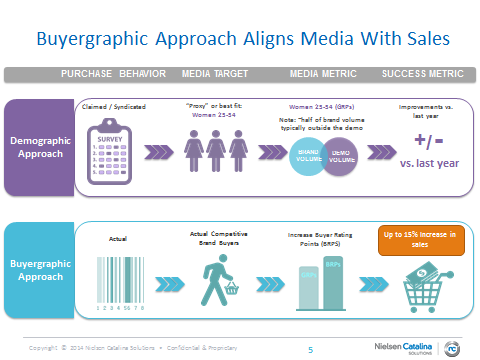 Buyergraphic Approach Aligns Media With Sales
PURCHASE BEHAVIOR
MEDIA TARGET
MEDIA METRIC
SUCCESS METRIC
Demographic
Approach
Claimed / Syndicated
SURVEY
1.
2.
3.
4.
5.
"Proxy" or best fit:
Women 25-54
Women 25-54 (GRPs)
Note: ~half of brand volume
typically outside the demo
BRAND
VOLUME
DEMO
VOLUME
Improvements vs.
last year
+/-
vs. last year
Buyergraphic
Approach
Actual
Actual Competitive
Brand Buyers
Increase Buyer Rating
Points (BRPS)
BRPs
BRPs
Up to 15% Increase in
sales
Copyright © 2014 Nielsen Catalina Solutions • Confidential & Proprietary
5
Nielsen Catalina
SOLUTIONS
nc